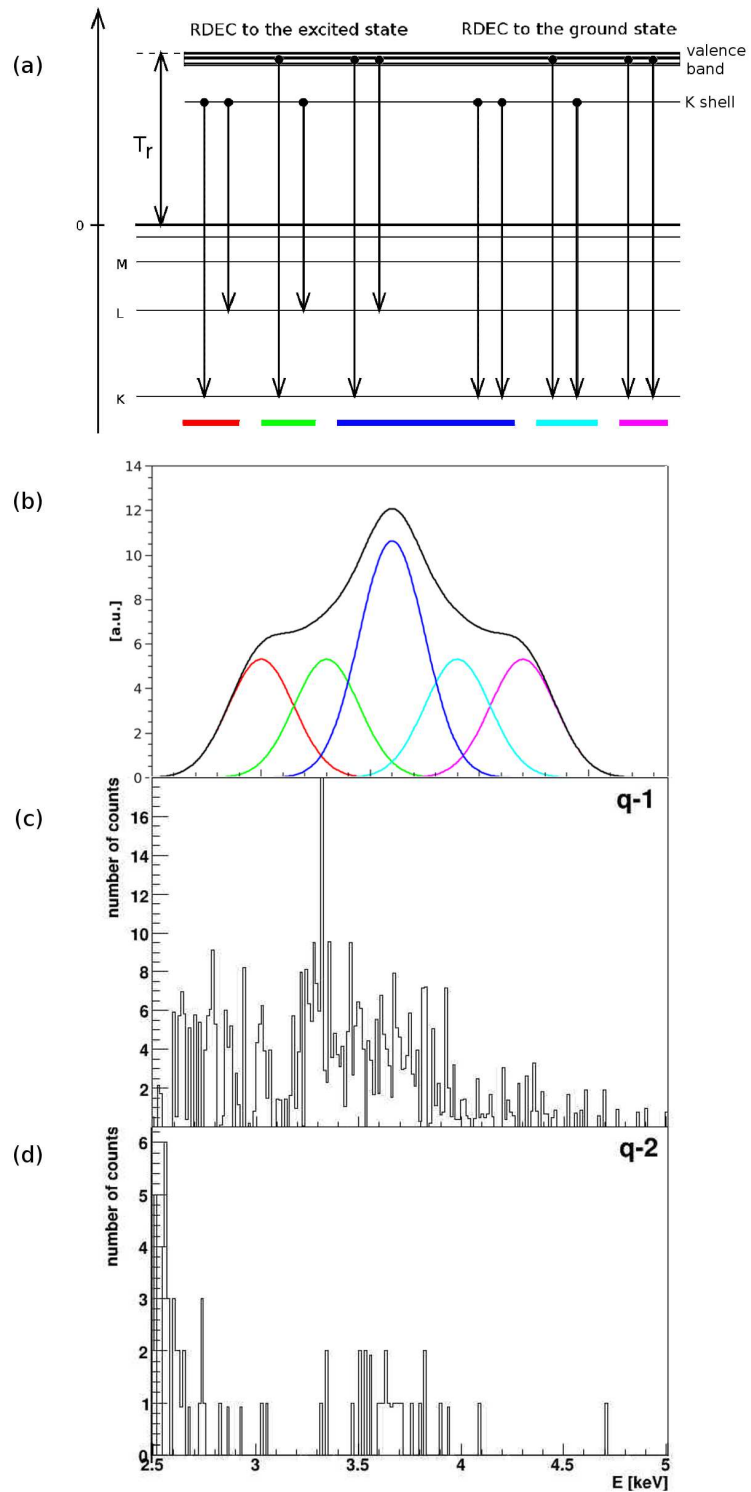 RDEC to the excited state
RDEC to the ground state
(a)
valence
band
K shell
Tr
0
M
L
K
(b)
14
12
10
8
6
4
2
0
[a.u.]
(c)
q-1
number of counts
16
14
12
10
8
6
4
2
(d)
q-2
number of counts
6
5
4
3
2
1
0
2.5
3
3.5
4
4.5
5
E [keV]